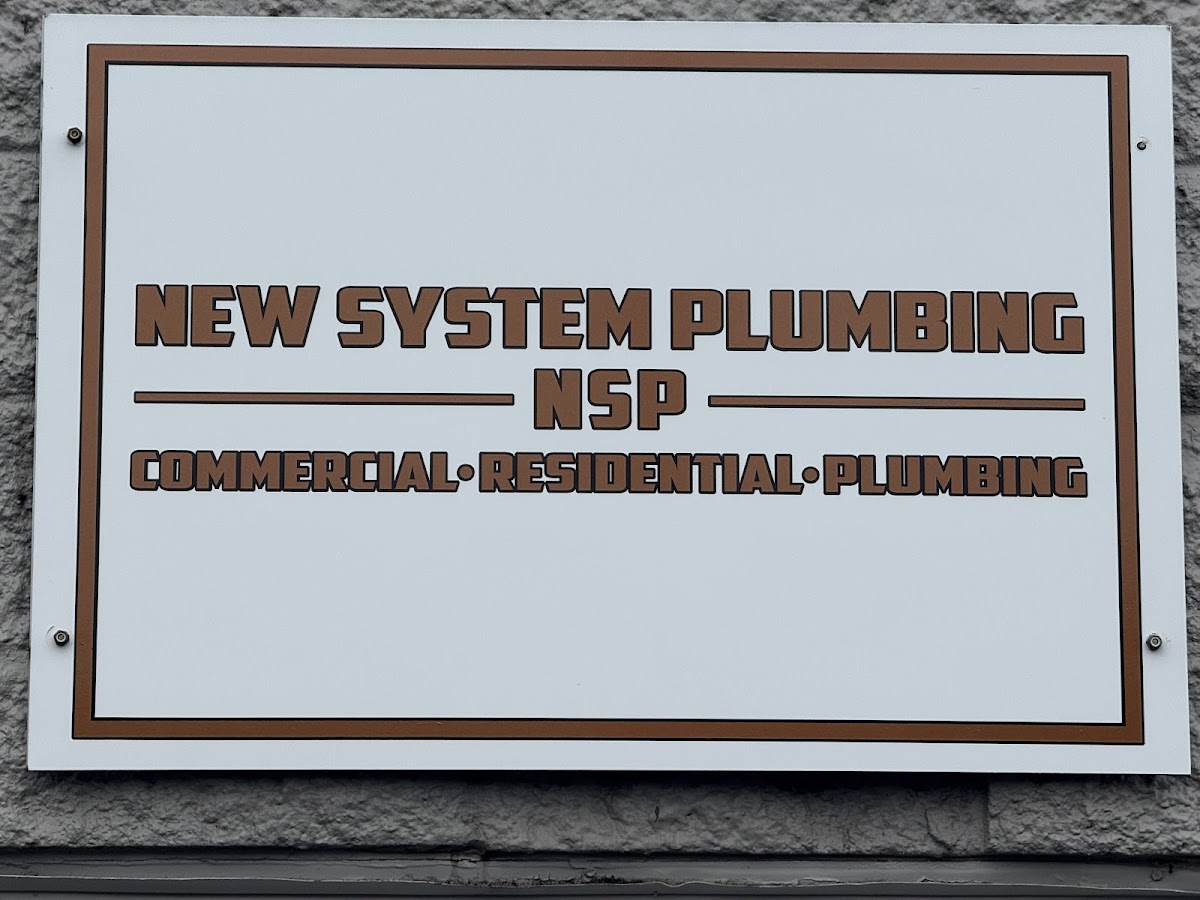 NEW SYSTEM PLUMBING
NSP
COMMERCIAL•RESIDENTIAL•PLUMBING